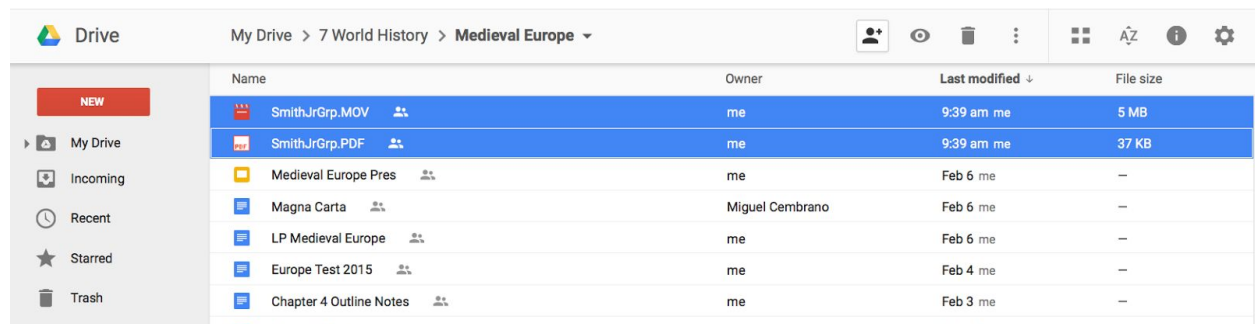 Drive My Drive > 7 World History > Medieval Europe AZ
Name Owner Last modified ↓ File size
NEW
SmithJrGrp.MOV me 9:39 am me 5 MB
My Drive PDF SmithJrGrp.PDF me 9:39 am me 37 KB
Incoming Medieval Europe Pres me Feb 6 me —
Magna Carta Miguel Cembrano Feb 6 me —
Recent
LP Medieval Europe me Feb 6 me —
Starred
Europe Test 2015 me Feb 4 me —
Trash Chapter 4 Outline Notes me Feb 3 me —